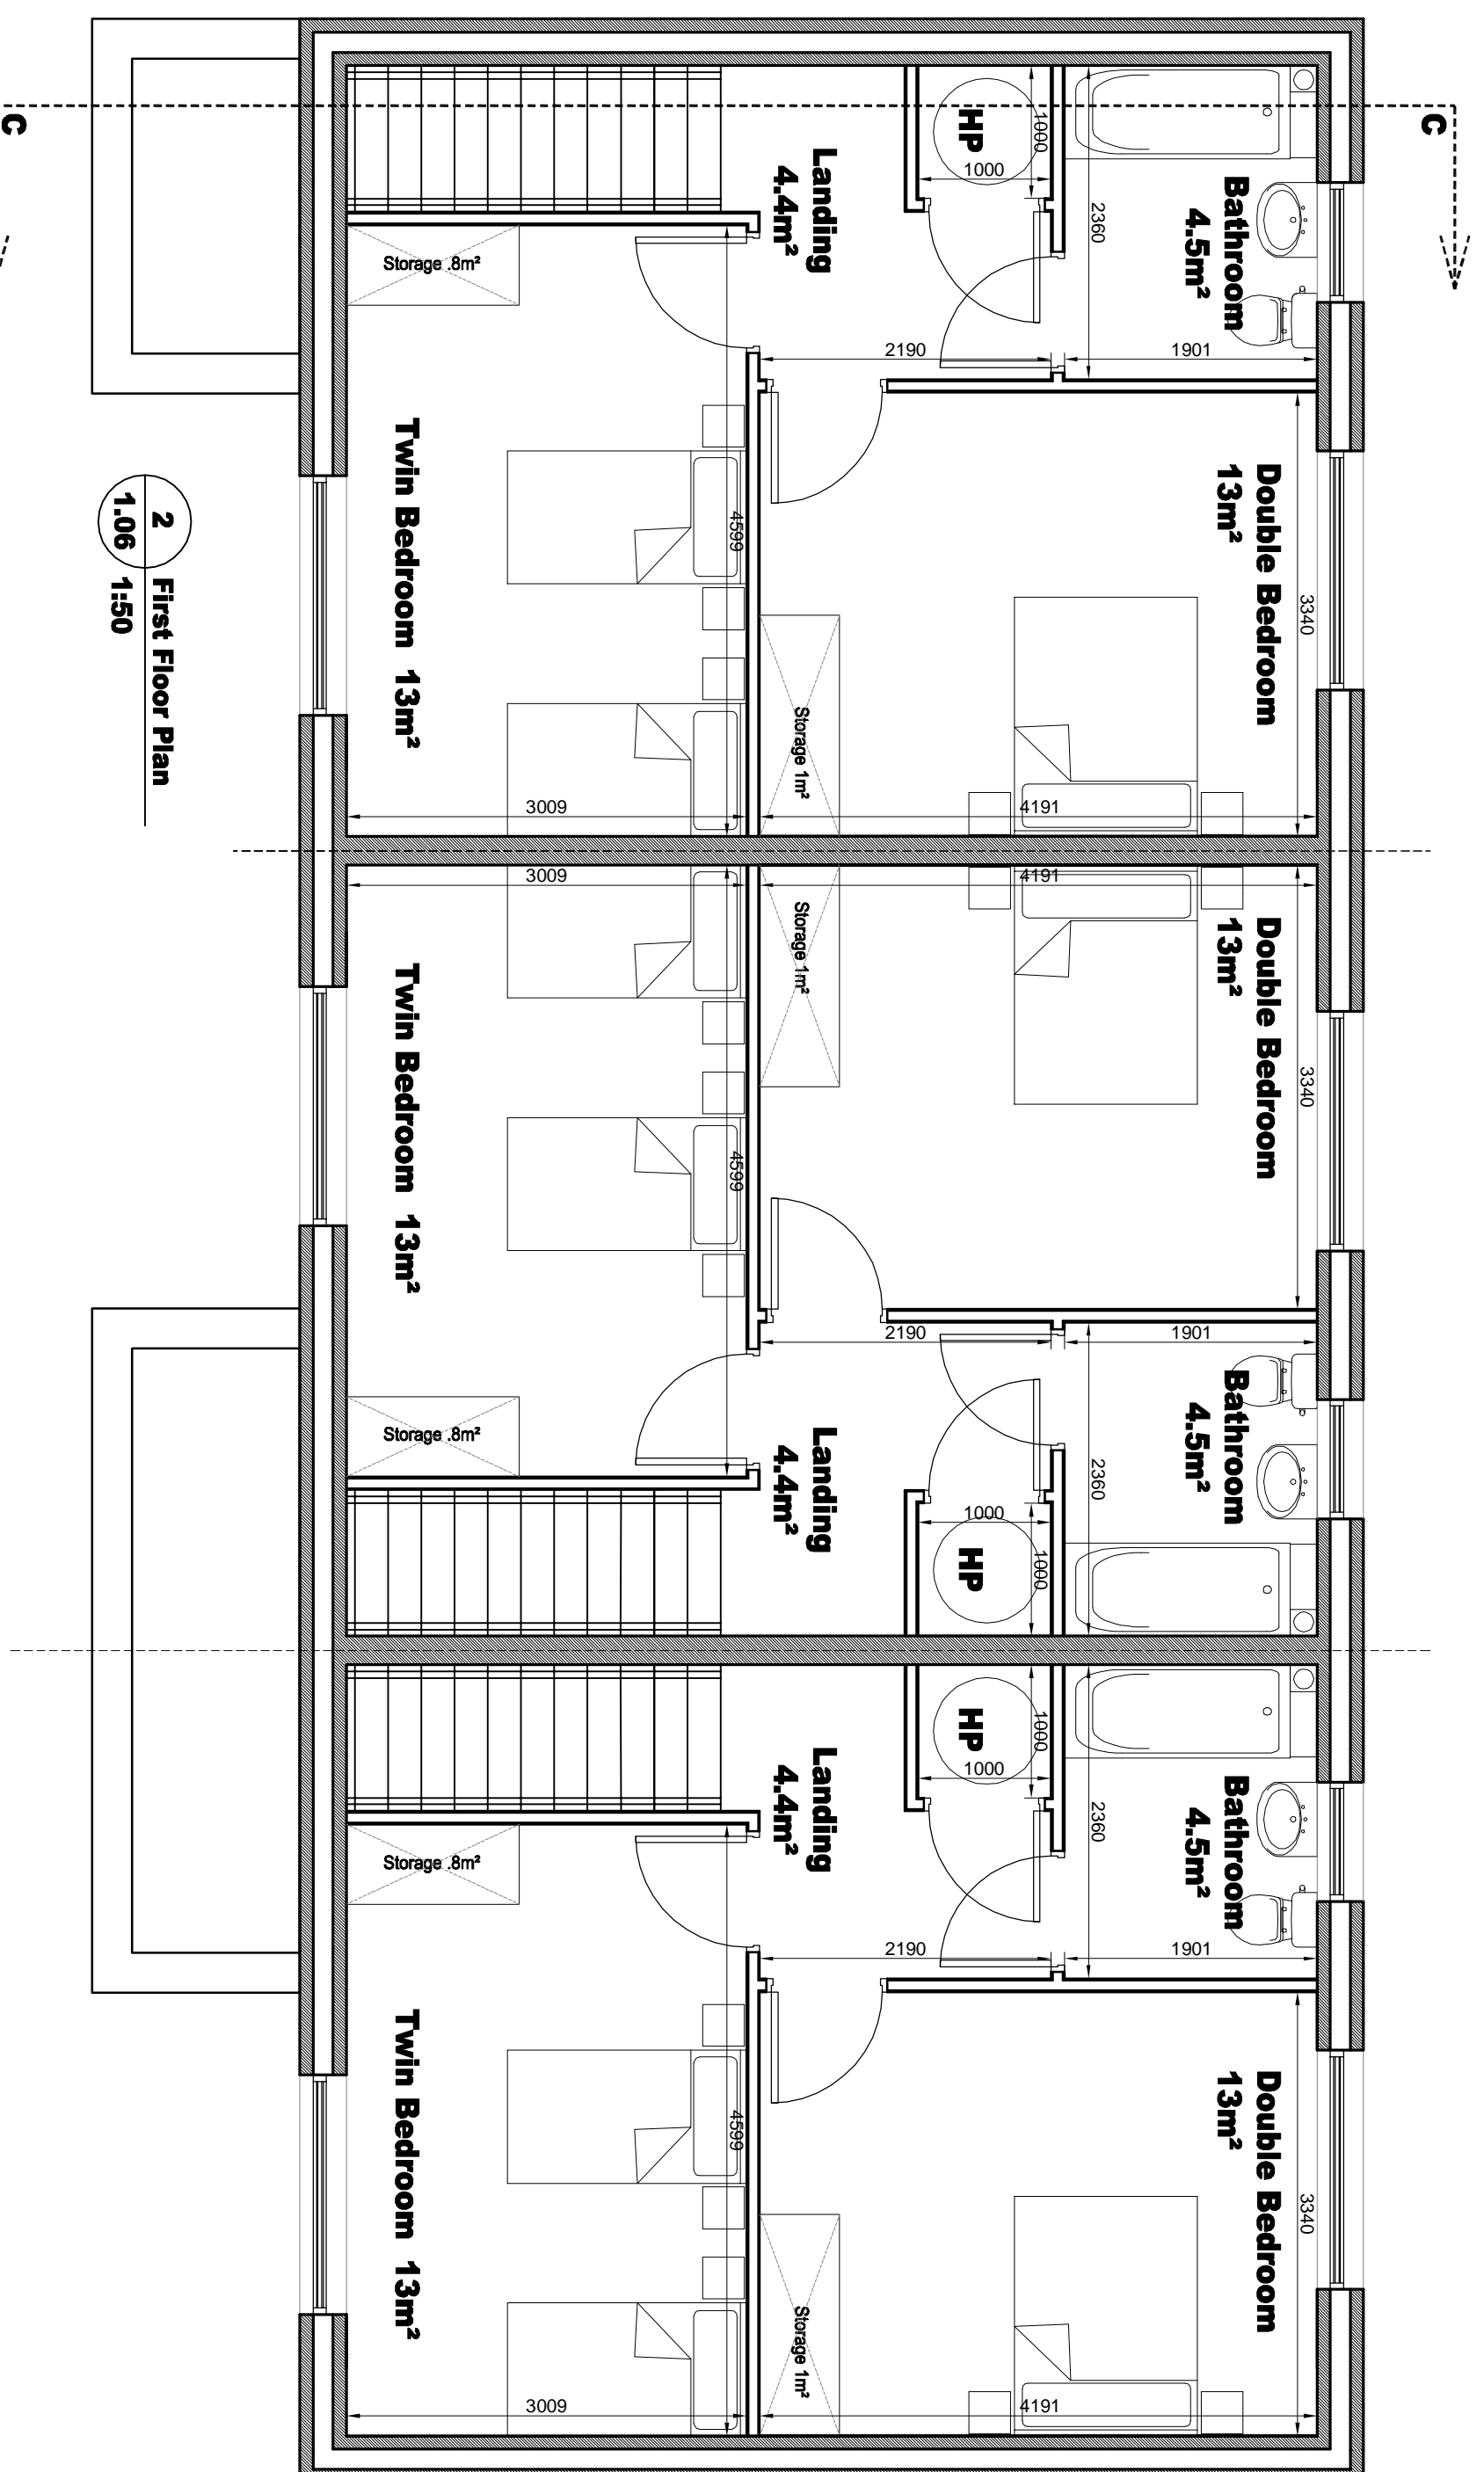 C
C
Bathroom
4.5m²
2360
1901
HP
1000
1000
Landing
4.4m²
2190
Double Bedroom
13m²
3340
4191
Storage 1m²
Storage .8m²
Twin Bedroom 13m²
4599
3009
Double Bedroom
13m²
3340
4191
Storage 1m²
Twin Bedroom 13m²
4599
3009
Storage .8m²
Bathroom
4.5m²
2360
1901
HP
1000
1000
Landing
4.4m²
2190
Bathroom
4.5m²
2360
1901
HP
1000
1000
Landing
4.4m²
2190
Double Bedroom
13m²
3340
4191
Storage 1m²
Storage .8m²
Twin Bedroom 13m²
4599
3009
2
1.06
First Floor Plan
1:50